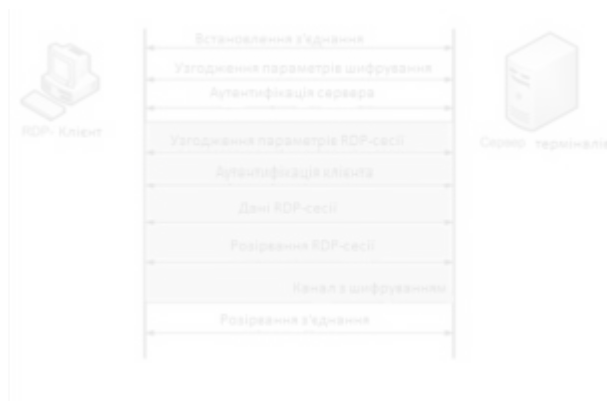 Встановлення з'єднання
Узгодження параметрів шифрування
Аутентифікація сервера
RDP- Клієнт
Узгодження параметрів RDP-сесії
Сервер терміналів
Аутентифікація клієнта
Дані RDP-сесії
Розірвання RDP-сесії
Канал з шифруванням
Розірвання з'єднання